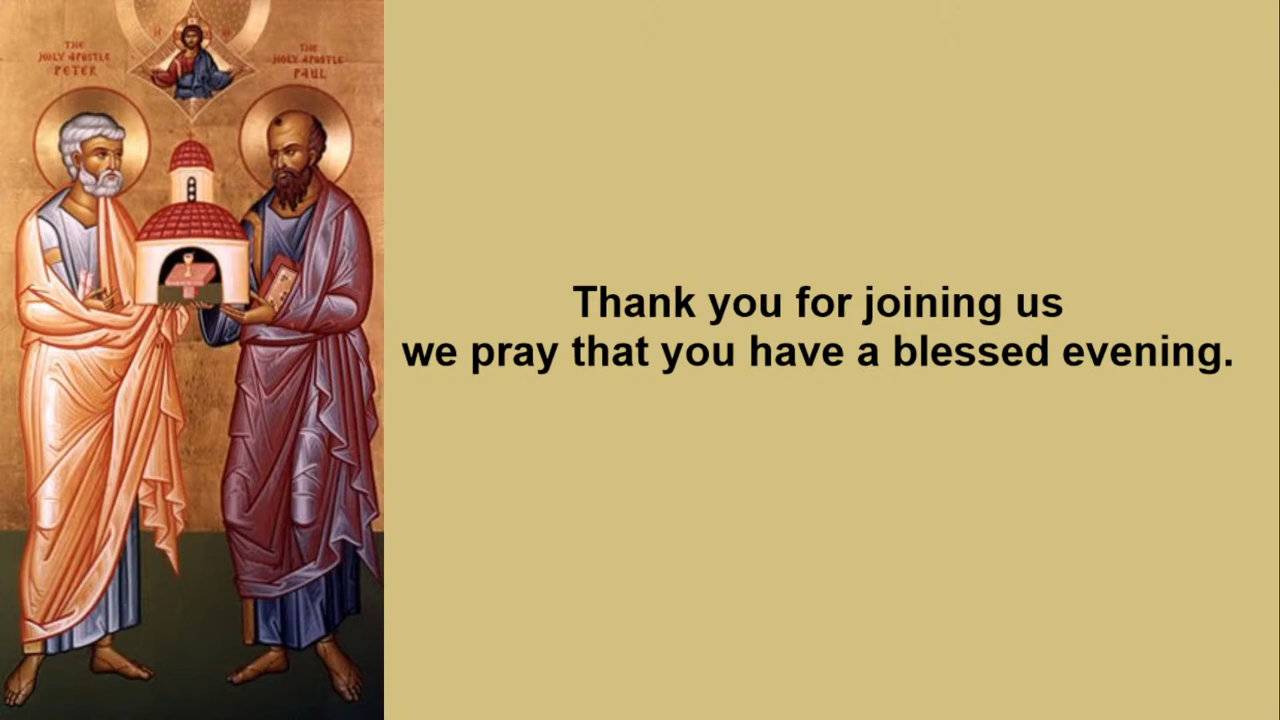 THE
HOLY APOSTLE
PETER
THE
HOLY APOSTLE
PAUL
Thank you for joining us
we pray that you have a blessed evening.